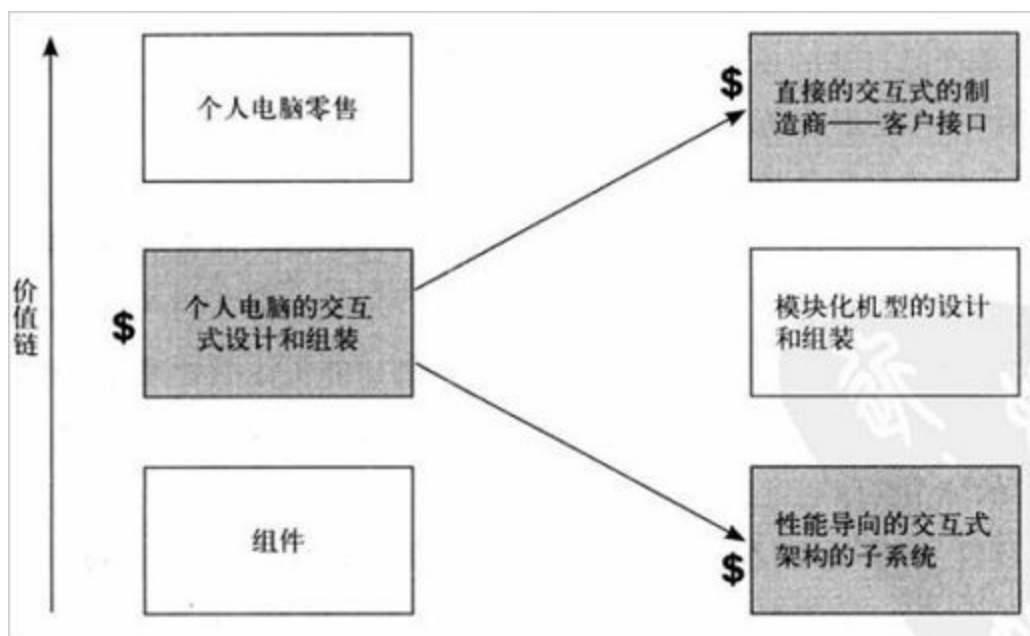 个人电脑零售
$
直接的交互式的制
造商——客户接口
价值链
$
个人电脑的交互
式设计和组装
模块化机型的设计
和组装
组件
$
性能导向的交互式
架构的子系统